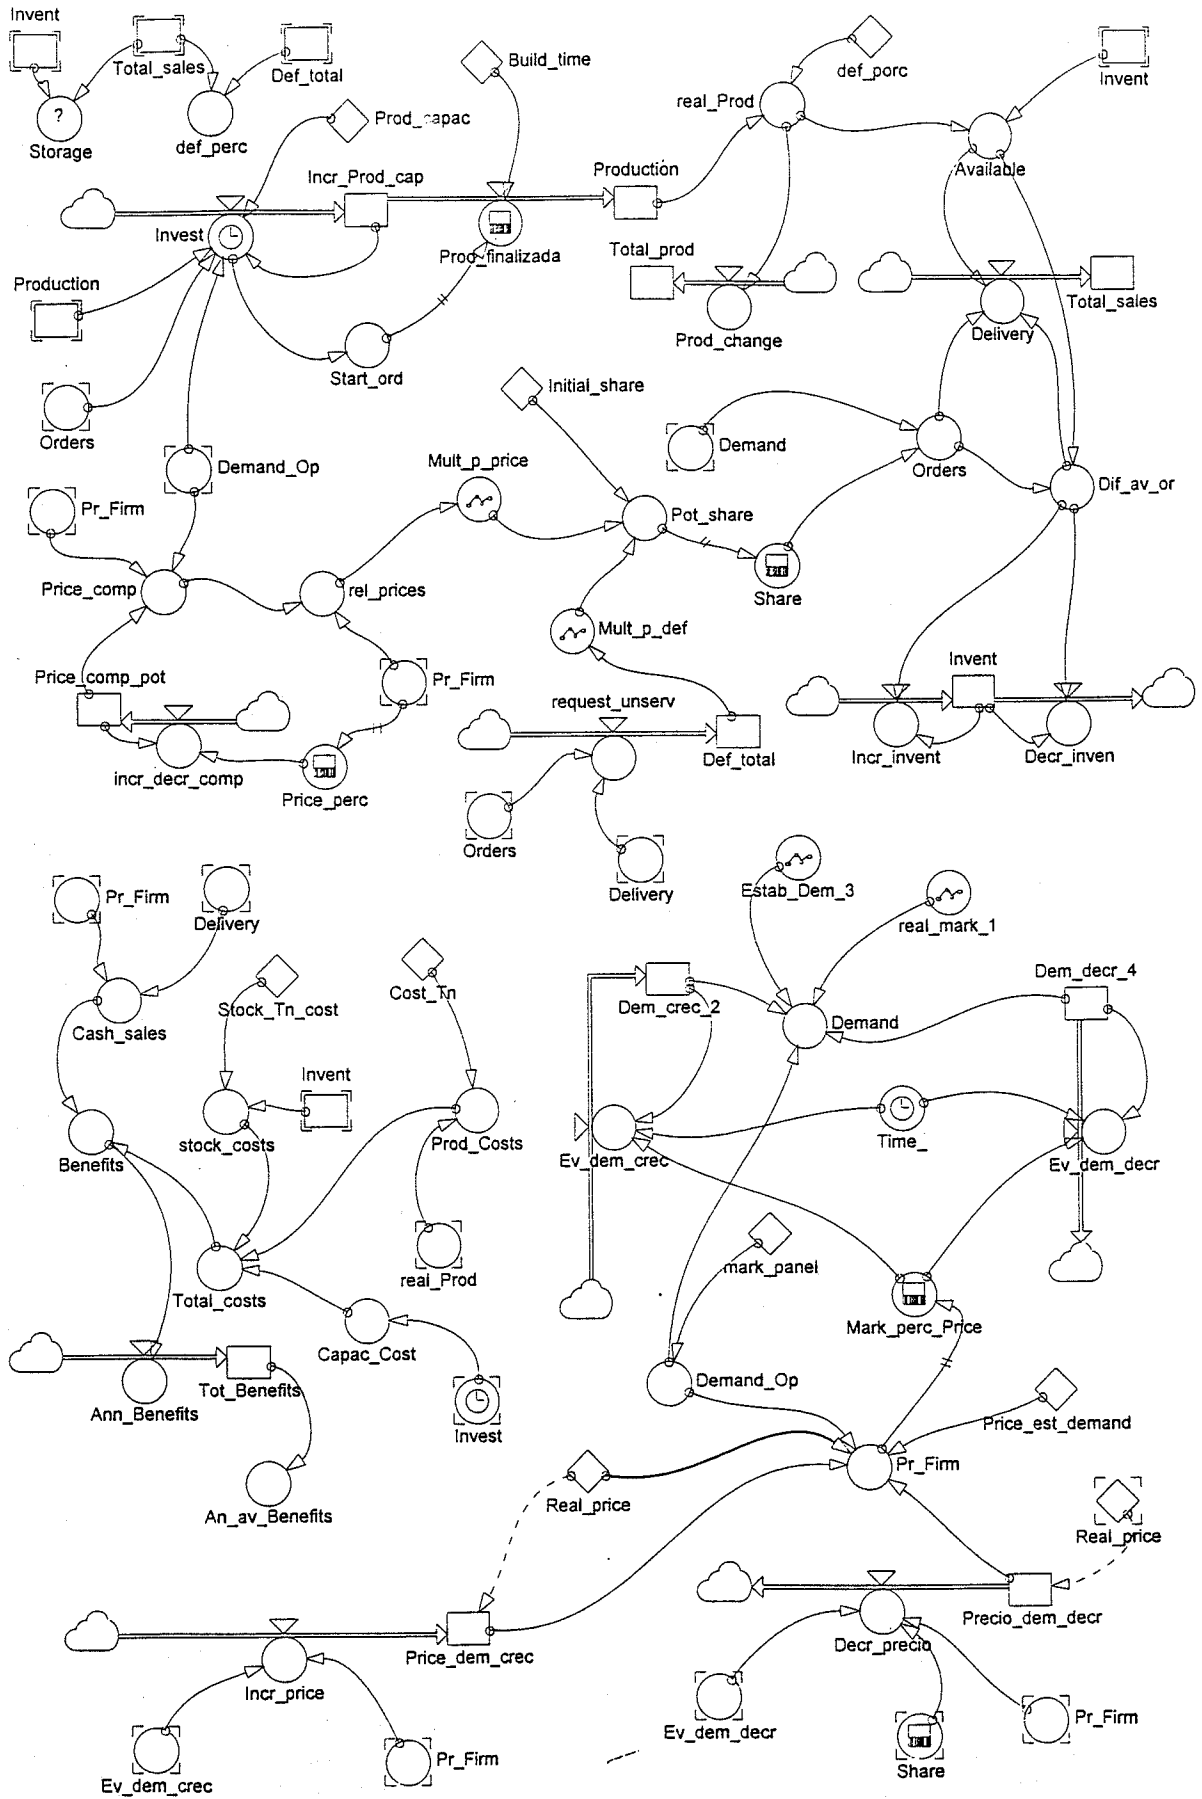 Invent
Total_sales
Def_total
?
Storage
def_perc
Build_time
def_porc
real_Prod
Invent
Prod_capac
Available
Incr_Prod_cap
Production
Invest
Prod_finalizada
Total_prod
Production
Total_sales
Prod_change
Delivery
Start_ord
Initial_share
Orders
Demand
Orders
Demand_Op
Mult_p_price
Dif_av_or
Pr_Firm
Pot_share
Price_comp
rel_prices
Share
Mult_p_def
Price_comp_pot
Pr_Firm
Invent
request_unserv
incr_decr_comp
Def_total
Incr_invent
Decr_inven
Price_perc
Orders
Delivery
Estab_Dem_3
Pr_Firm
Delivery
real_mark_1
Cost_Tn
Dem_decr_4
Stock_Tn_cost
Dem_crec_2
Cash_sales
Demand
Invent
stock_costs
Prod_Costs
Time_
Benefits
Ev_dem_crec
Ev_dem_decr
mark_panel
real_Prod
Total_costs
Mark_perc_Price
Capac_Cost
Demand_Op
Tot_Benefits
Ann_Benefits
Price_est_demand
Invest
Pr_Firm
Real_price
An_av_Benefits
Real_price
Precio_dem_decr
Price_dem_crec
Decr_precio
Incr_price
Ev_dem_decr
Pr_Firm
Pr_Firm
Share
Ev_dem_crec